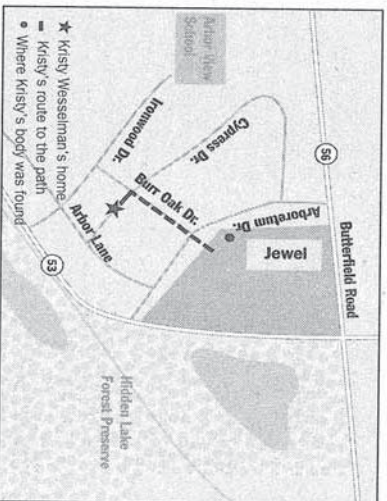 56
Butterfield Road
Arbor View
School
Cypress Dr.
Arboretum Dr.
Jewel
Ironwood Dr.
Burr Oak Dr.
Arbor Lane
53
Hidden Lake
Forest Preserve
★ Kristy Wesselman's home
━ Kristy's route to the path
● Where Kristy's body was found